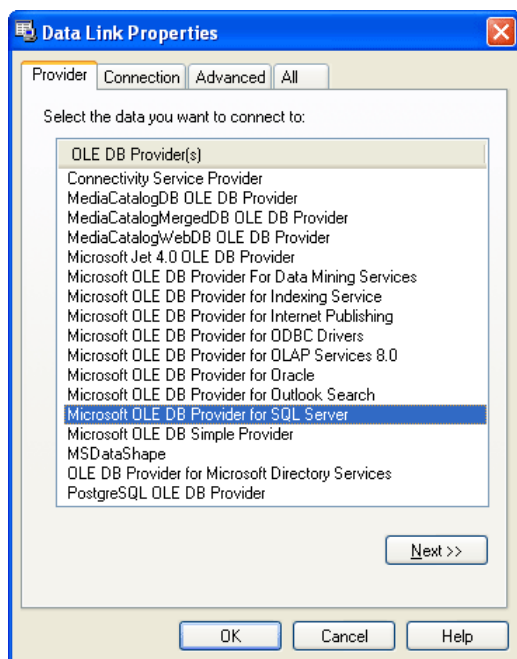 Data Link Properties
Provider Connection Advanced All
Select the data you want to connect to:
OLE DB Provider(s)
Connectivity Service Provider
MediaCatalogDB OLE DB Provider
MediaCatalogMergedDB OLE DB Provider
MediaCatalogWebDB OLE DB Provider
Microsoft Jet 4.0 OLE DB Provider
Microsoft OLE DB Provider For Data Mining Services
Microsoft OLE DB Provider for Indexing Service
Microsoft OLE DB Provider for Internet Publishing
Microsoft OLE DB Provider for ODBC Drivers
Microsoft OLE DB Provider for OLAP Services 8.0
Microsoft OLE DB Provider for Oracle
Microsoft OLE DB Provider for Outlook Search
Microsoft OLE DB Provider for SQL Server
Microsoft OLE DB Simple Provider
MSDataShape
OLE DB Provider for Microsoft Directory Services
PostgreSQL OLE DB Provider
Next >>
OK Cancel Help